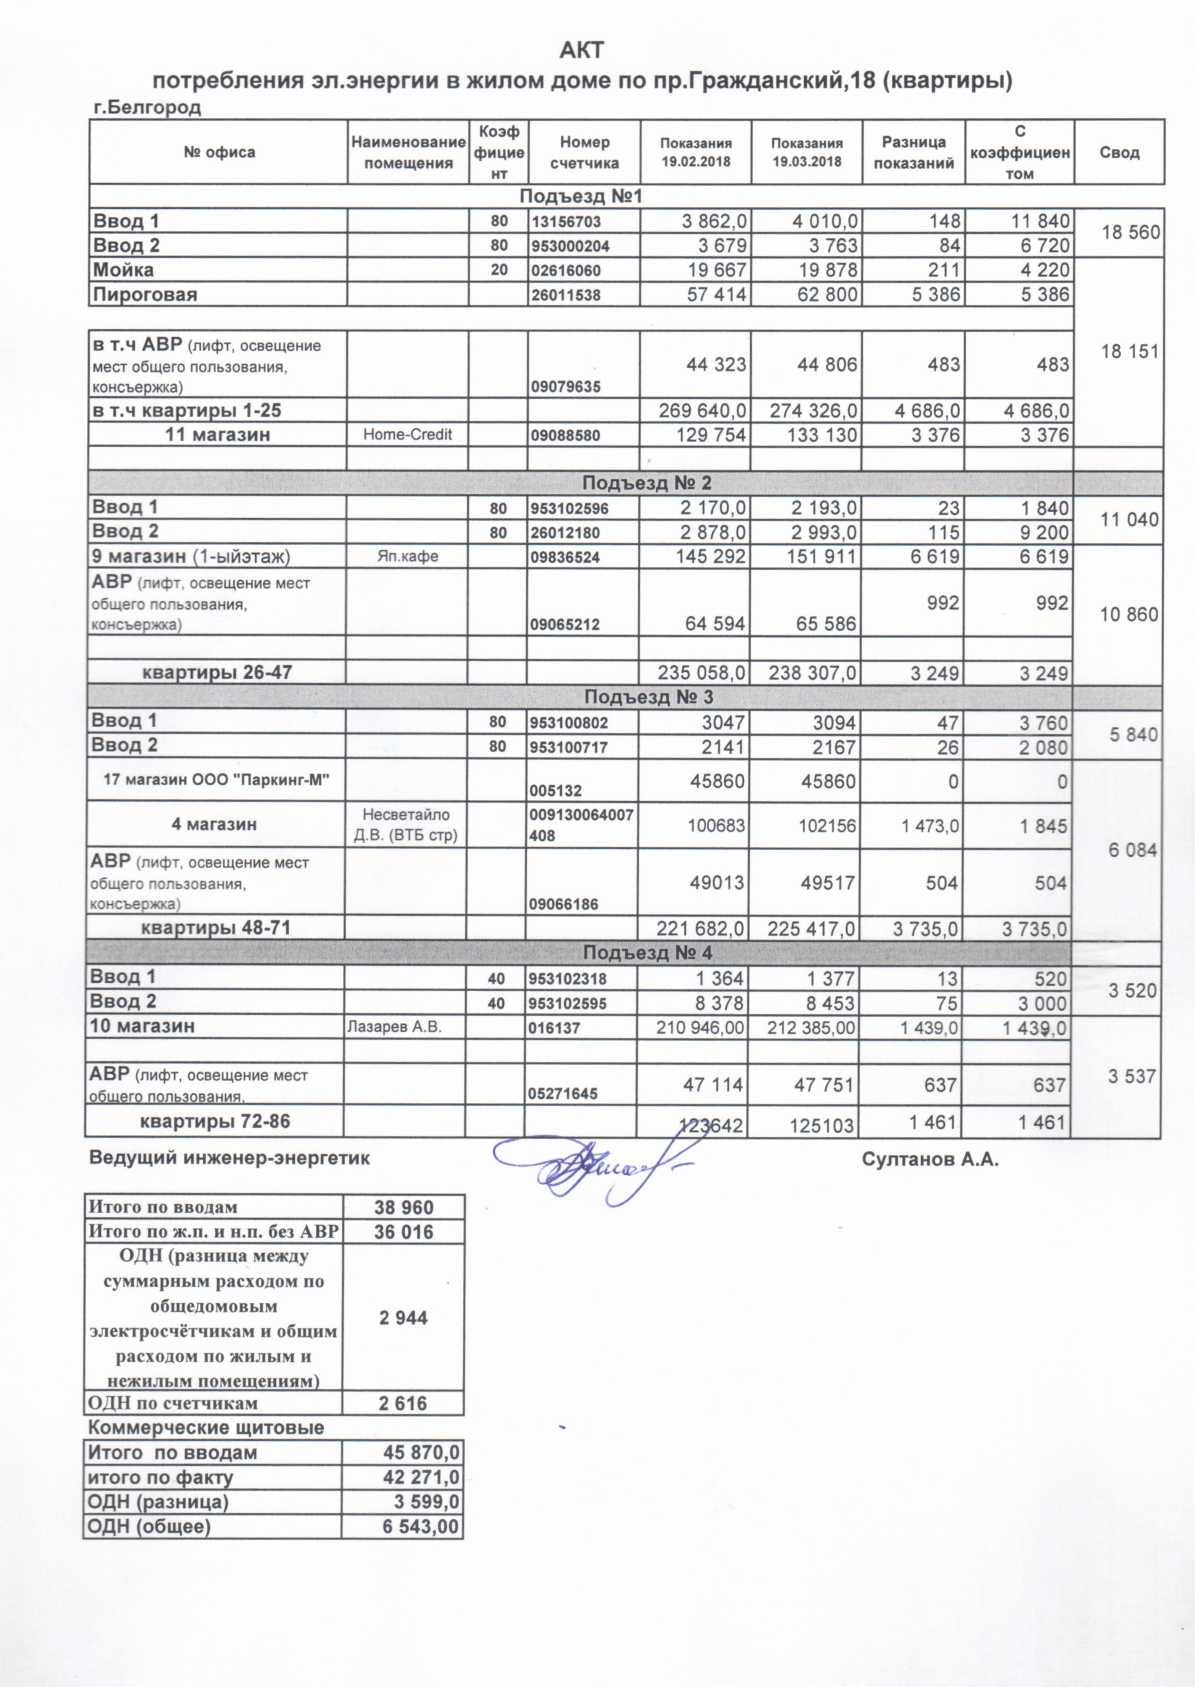 АКТ
потребления эл.энергии в жилом доме по пр.Гражданский,18 (квартиры)
г.Белгород
№ офиса Наименование помещения Коэф фицие нт Номер счетчика Показания 19.02.2018 Показания 19.03.2018 Разница показаний С коэффициен том Свод
Подъезд №1
Ввод 1 80 13156703 3 862,0 4 010,0 148 11 840 18 560
Ввод 2 80 953000204 3 679 3 763 84 6 720
Мойка 20 02616060 19 667 19 878 211 4 220 18 151
Пироговая 26011538 57 414 62 800 5 386 5 386
в т.ч АВР (лифт, освещение
мест общего пользования,
консъержка) 09079635 44 323 44 806 483 483
в т.ч квартиры 1-25 269 640,0 274 326,0 4 686,0 4 686,0
11 магазин Home-Credit 09088580 129 754 133 130 3 376 3 376
Подъезд № 2
Ввод 1 80 953102596 2 170,0 2 193,0 23 1 840 11 040
Ввод 2 80 26012180 2 878,0 2 993,0 115 9 200
9 магазин (1-ыйэтаж) Яп.кафе 09836524 145 292 151 911 6 619 6 619 10 860
АВР (лифт, освещение мест
общего пользования,
консъержка) 09065212 64 594 65 586 992 992
квартиры 26-47 235 058,0 238 307,0 3 249 3 249
Подъезд № 3
Ввод 1 80 953100802 3047 3094 47 3 760 5 840
Ввод 2 80 953100717 2141 2167 26 2 080
17 магазин ООО "Паркинг-М" 005132 45860 45860 0 0 6 084
4 магазин Несветайло Д.В. (ВТБ стр) 009130064007 408 100683 102156 1 473,0 1 845
АВР (лифт, освещение мест
общего пользования,
консъержка) 09066186 49013 49517 504 504
квартиры 48-71 221 682,0 225 417,0 3 735,0 3 735,0
Подъезд № 4
Ввод 1 40 953102318 1 364 1 377 13 520 3 520
Ввод 2 40 953102595 8 378 8 453 75 3 000
10 магазин Лазарев А.В. 016137 210 946,00 212 385,00 1 439,0 1 439,0 3 537
АВР (лифт, освещение мест
общего пользования, 05271645 47 114 47 751 637 637
квартиры 72-86 123642 125103 1 461 1 461
Ведущий инженер-энергетик Султанов А.А.
Итого по вводам 38 960
Итого по ж.п. и н.п. без АВР 36 016
ОДН (разница между
суммарным расходом по
общедомовым
электросчётчикам и общим
расходом по жилым и
нежилым помещениям) 2 944
ОДН по счетчикам 2 616
Коммерческие щитовые
Итого по вводам 45 870,0
итого по факту 42 271,0
ОДН (разница) 3 599,0
ОДН (общее) 6 543,00